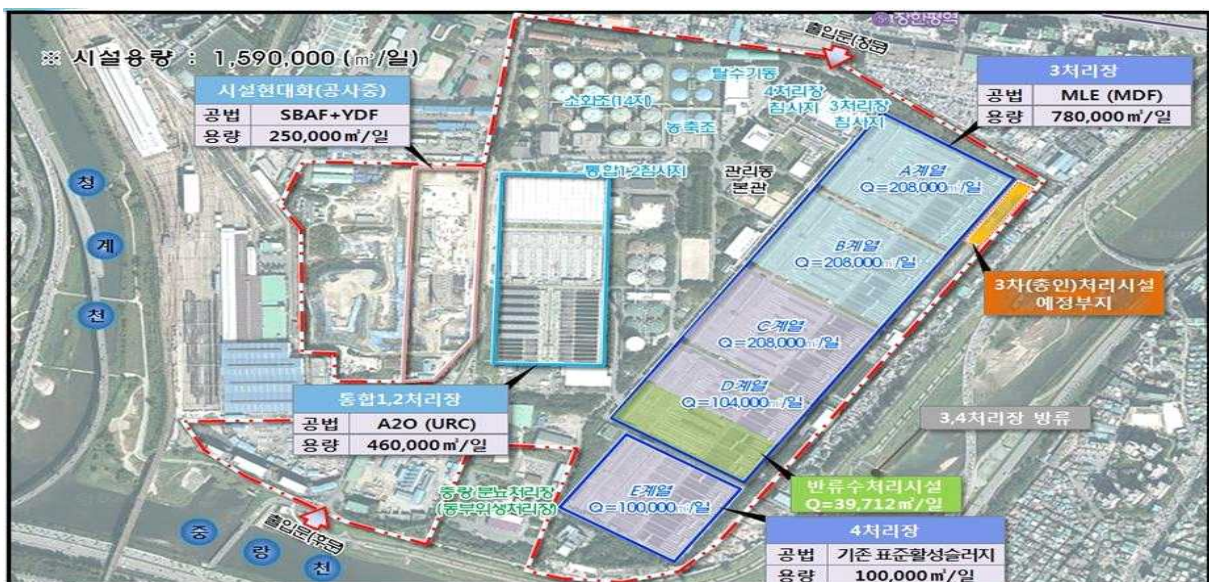 장한평역
출입문(정문)
※ 시설용량 : 1,590,000 (㎥/일)
시설현대화(공사중)
공법 SBAF+YDF
용량 250,000㎥/일
탈수기동
4처리장
침사지
3처리장
침사지
소화조(14지)
농축조
3처리장
공법 MLE (MDF)
용량 780,000㎥/일
통합1,2침사지
관리동
본관
A계열
Q=208,000㎥/일
B계열
Q=208,000㎥/일
C계열
Q=208,000㎥/일
D계열
Q=104,000㎥/일
E계열
Q=100,000㎥/일
3차(총인)처리시설
예정부지
청
계
천
통합1,2처리장
공법 A2O (URC)
용량 460,000㎥/일
3,4처리장 방류
반류수처리시설
Q=39,712㎥/일
중랑 분뇨처리장
(동부위생처리장)
출입문(후문)
중
랑
천
4처리장
공법 기존 표준활성슬러지
용량 100,000㎥/일